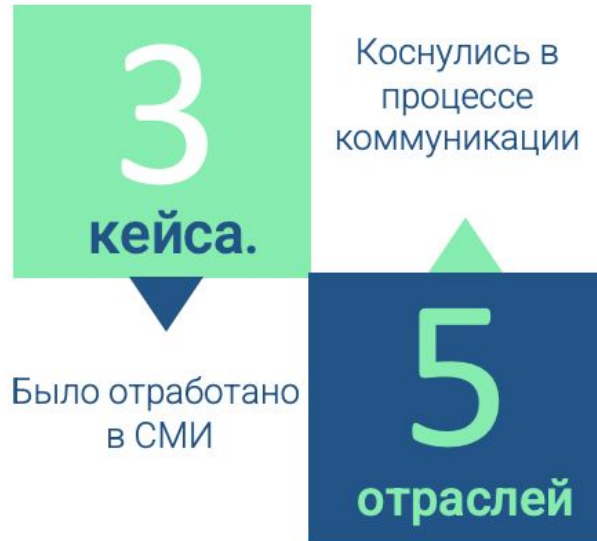 3
кейса.
Было отработано
в СМИ
Коснулись в
процессе
коммуникации
5
отраслей